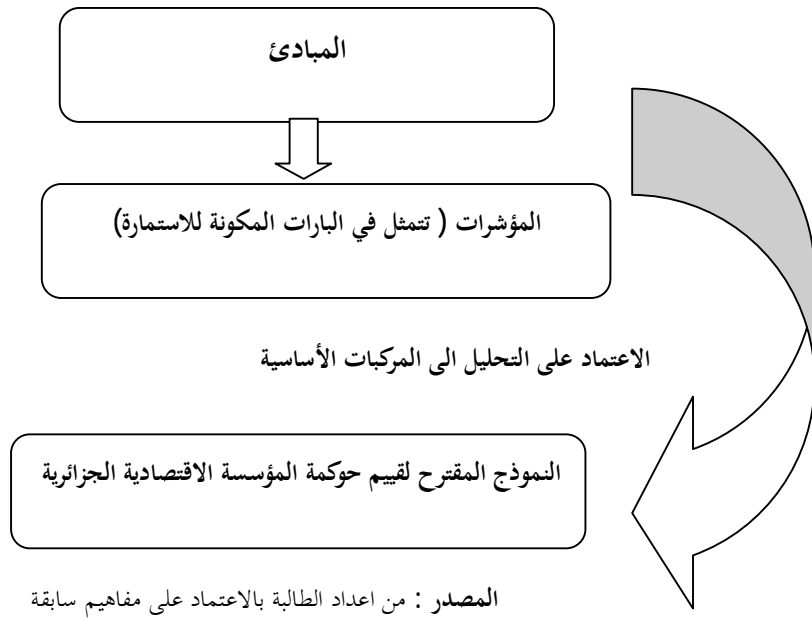 المبادئ
المؤشرات ( تتمثل في البارات المكونة للاستمارة)
الاعتماد على التحليل الى المركبات الأساسية
النموذج المقترح لقييم حوكمة المؤسسة الاقتصادية الجزائرية
المصدر : من اعداد الطالبة بالاعتماد على مفاهيم سابقة